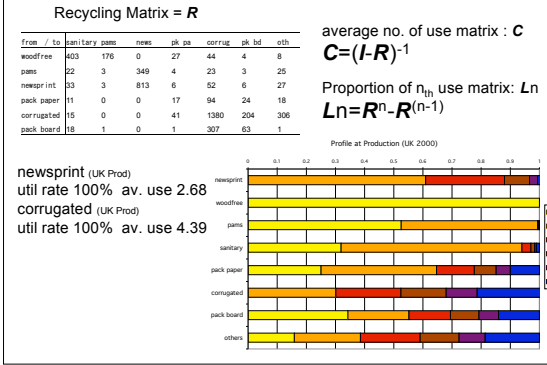 Recycling Matrix = R
from / to sanitary pams news pk pa corrug pk bd oth
woodfree 403 176 0 27 44 4 8
pams 22 3 349 4 23 3 25
newsprint 33 3 813 6 52 6 27
pack paper 11 0 0 17 94 24 18
corrugated 15 0 0 41 1380 204 306
pack board 18 1 0 1 307 63 1
average no. of use matrix : C
C=(I-R)-1
Proportion of nth use matrix: Ln
Ln=Rn-R(n-1)
newsprint (UK Prod)
util rate 100% av. use 2.68
corrugated (UK Prod)
util rate 100% av. use 4.39
Profile at Production (UK 2000)
0 0.1 0.2 0.3 0.4 0.5 0.6 0.7 0.8 0.9 1
newsprint
woodfree
pams
sanitary
pack paper
corrugated
pack board
others